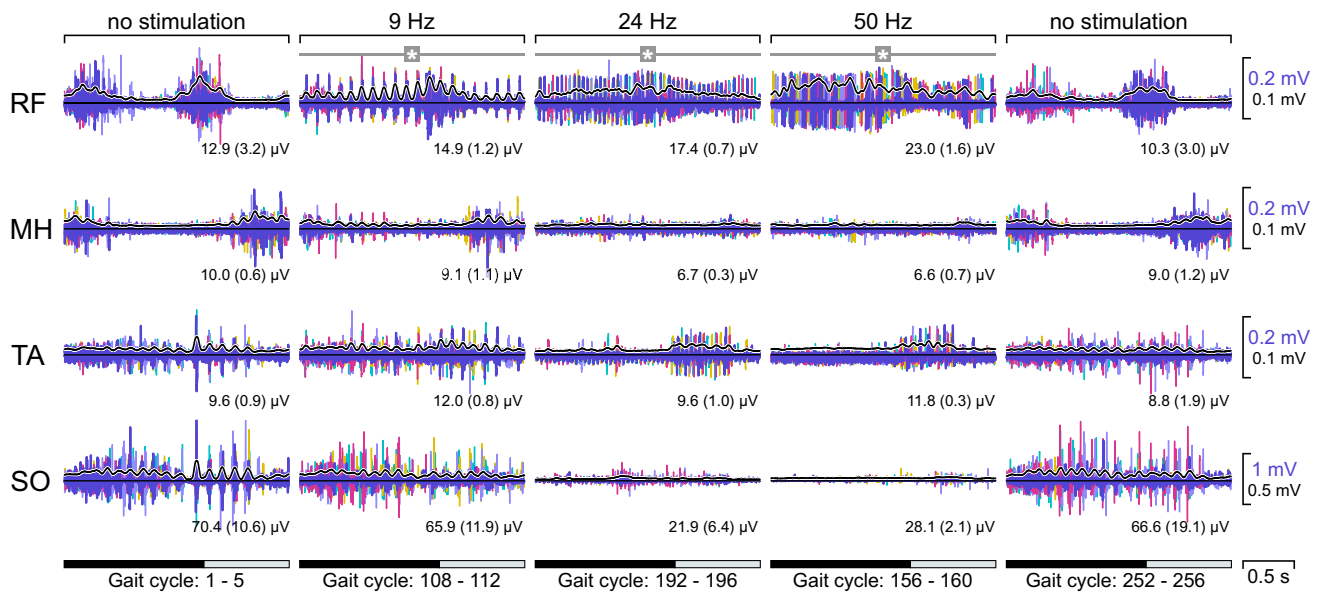 no stimulation 9 Hz 24 Hz 50 Hz no stimulation
* * *
RF 0.2 mV
0.1 mV
12.9 (3.2) µV 14.9 (1.2) µV 17.4 (0.7) µV 23.0 (1.6) µV 10.3 (3.0) µV
MH 0.2 mV
0.1 mV
10.0 (0.6) µV 9.1 (1.1) µV 6.7 (0.3) µV 6.6 (0.7) µV 9.0 (1.2) µV
TA 0.2 mV
0.1 mV
9.6 (0.9) µV 12.0 (0.8) µV 9.6 (1.0) µV 11.8 (0.3) µV 8.8 (1.9) µV
SO 1 mV
0.5 mV
70.4 (10.6) µV 65.9 (11.9) µV 21.9 (6.4) µV 28.1 (2.1) µV 66.6 (19.1) µV
Gait cycle: 1 - 5 Gait cycle: 108 - 112 Gait cycle: 192 - 196 Gait cycle: 156 - 160 Gait cycle: 252 - 256 0.5 s